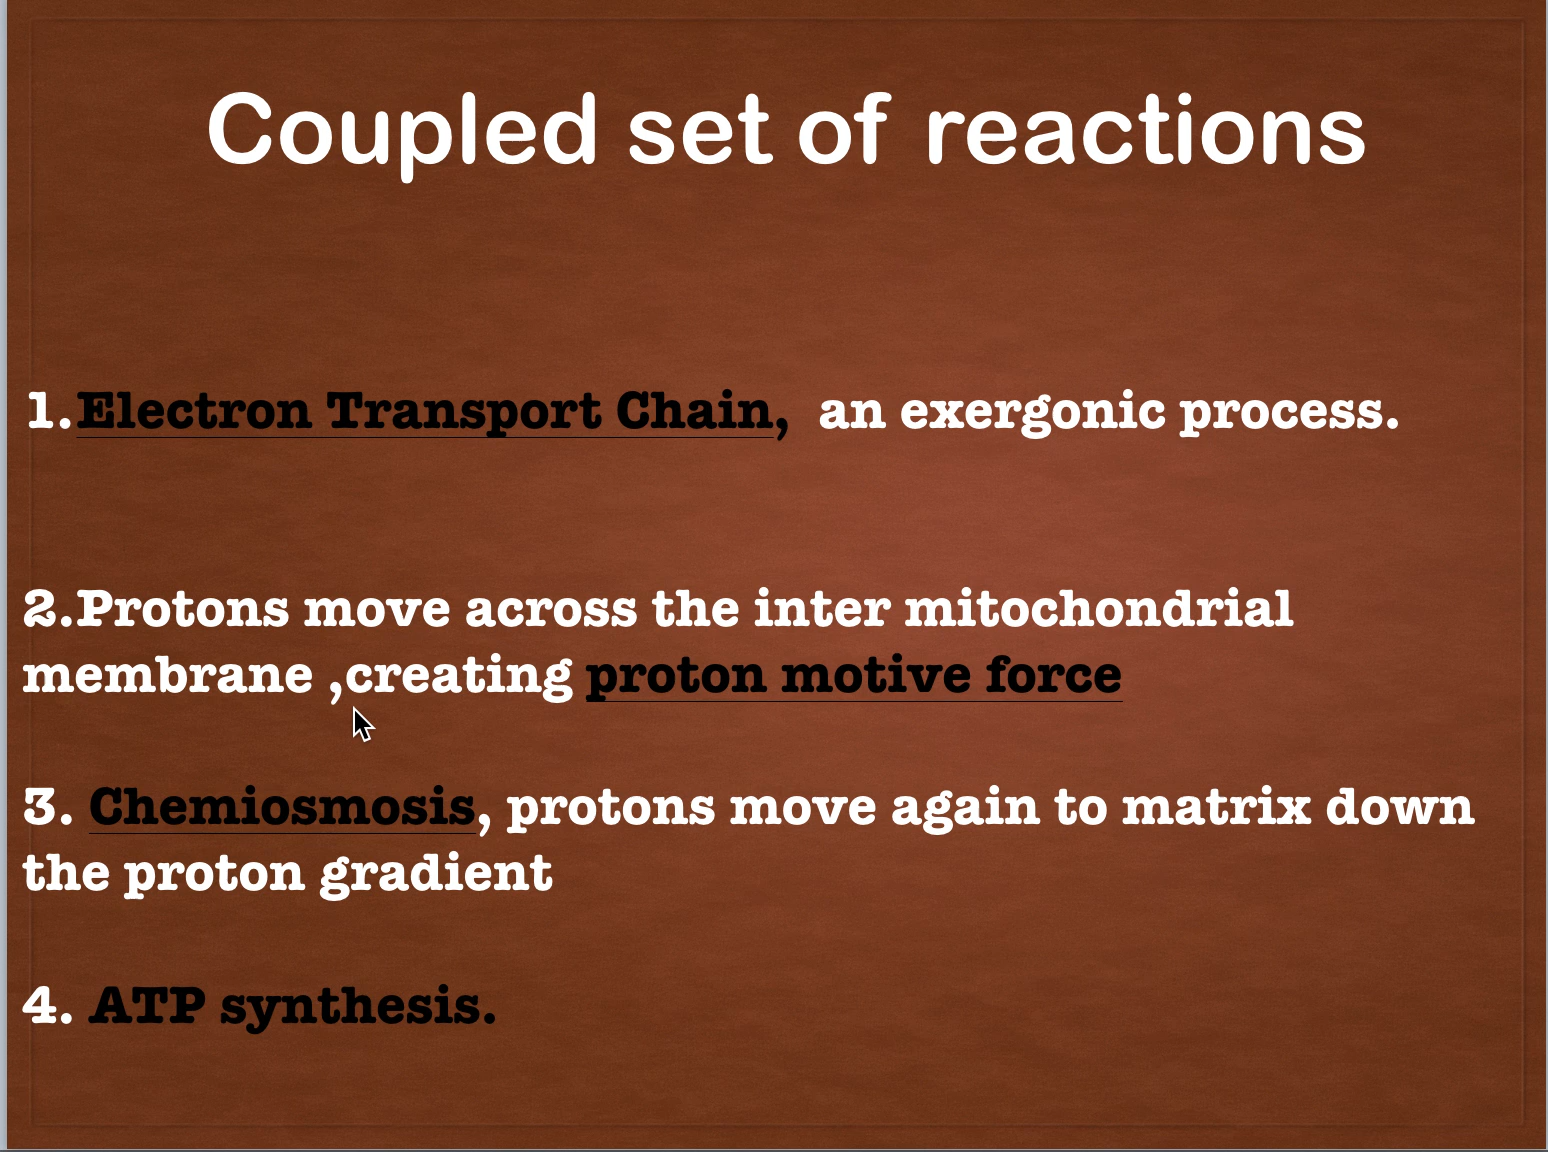 Coupled set of reactions
1.Electron Transport Chain,  an exergonic process.
2.Protons move across the inter mitochondrial
membrane ,creating proton motive force
3. Chemiosmosis, protons move again to matrix down
the proton gradient
4. ATP synthesis.